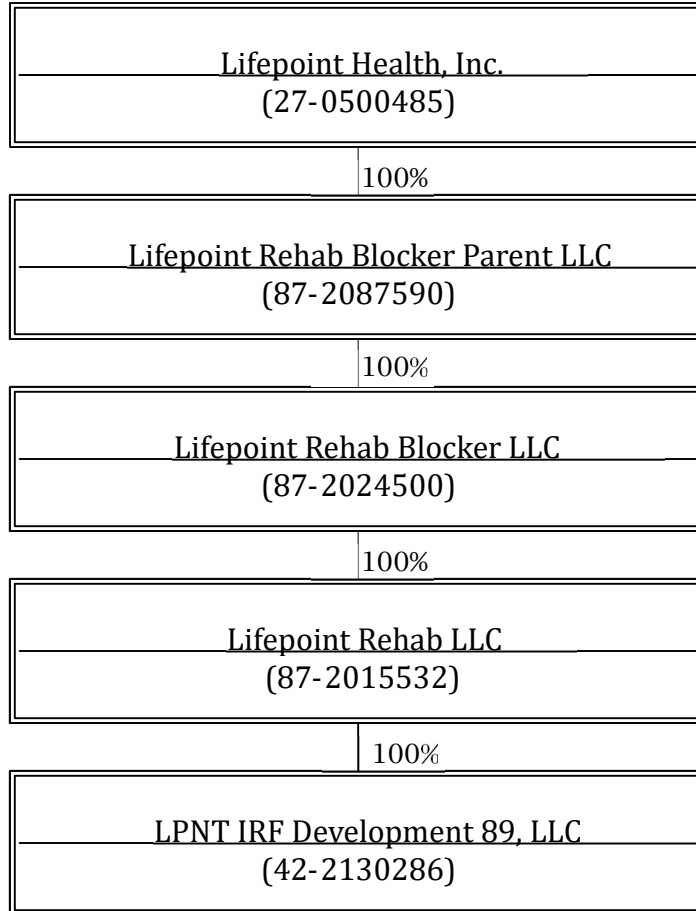 Lifepoint Health, Inc.
(27-0500485)
100%
Lifepoint Rehab Blocker Parent LLC
(87-2087590)
100%
Lifepoint Rehab Blocker LLC
(87-2024500)
100%
Lifepoint Rehab LLC
(87-2015532)
100%
LPNT IRF Development 89, LLC
(42-2130286)